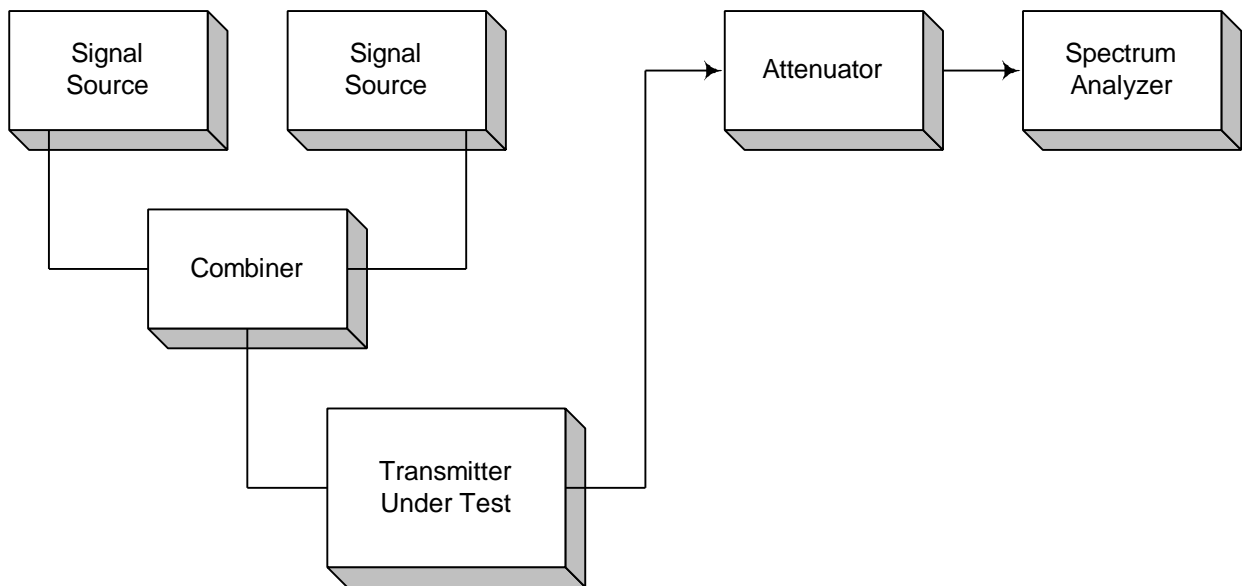 Signal
Source
Signal
Source
Attenuator
Spectrum
Analyzer
Combiner
Transmitter
Under Test